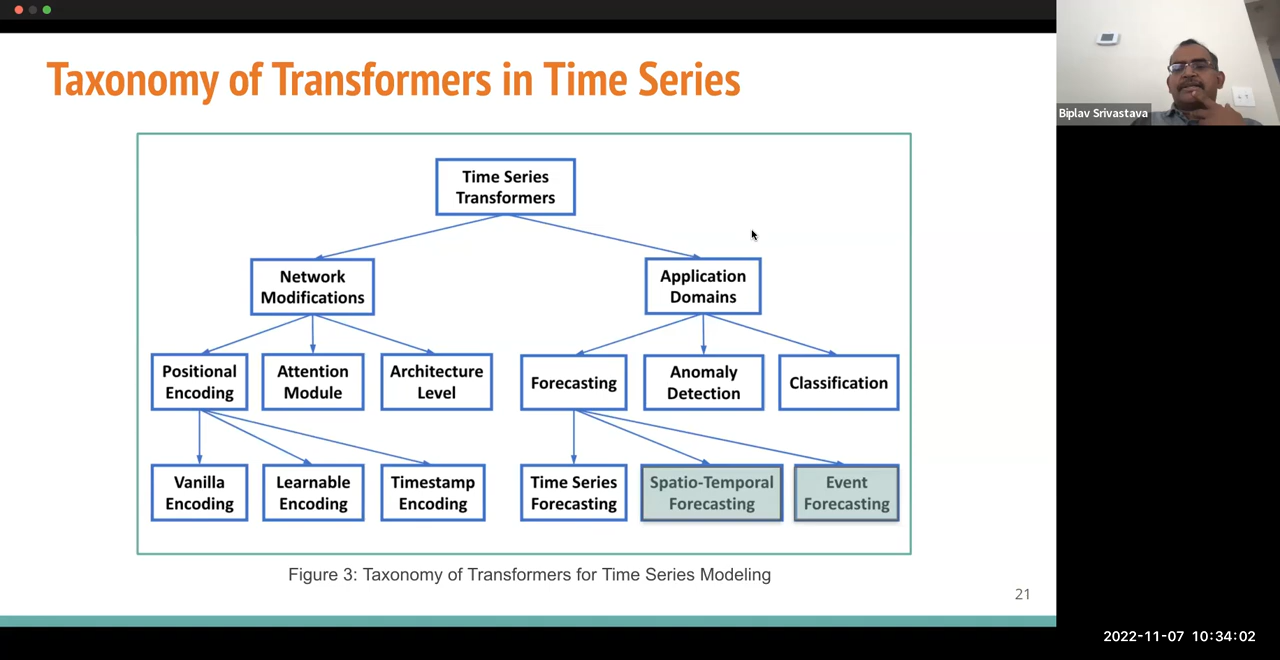 Taxonomy of Transformers in Time Series
Time Series
Transformers
Network
Modifications
Application
Domains
Positional
Encoding
Attention
Module
Architecture
Level
Forecasting
Anomaly
Detection
Classification
Vanilla
Encoding
Learnable
Encoding
Timestamp
Encoding
Time Series
Forecasting
Spatio-Temporal
Forecasting
Event
Forecasting
Figure 3: Taxonomy of Transformers for Time Series Modeling
21
Biplav Srivastava
2022-11-07 10:34:02